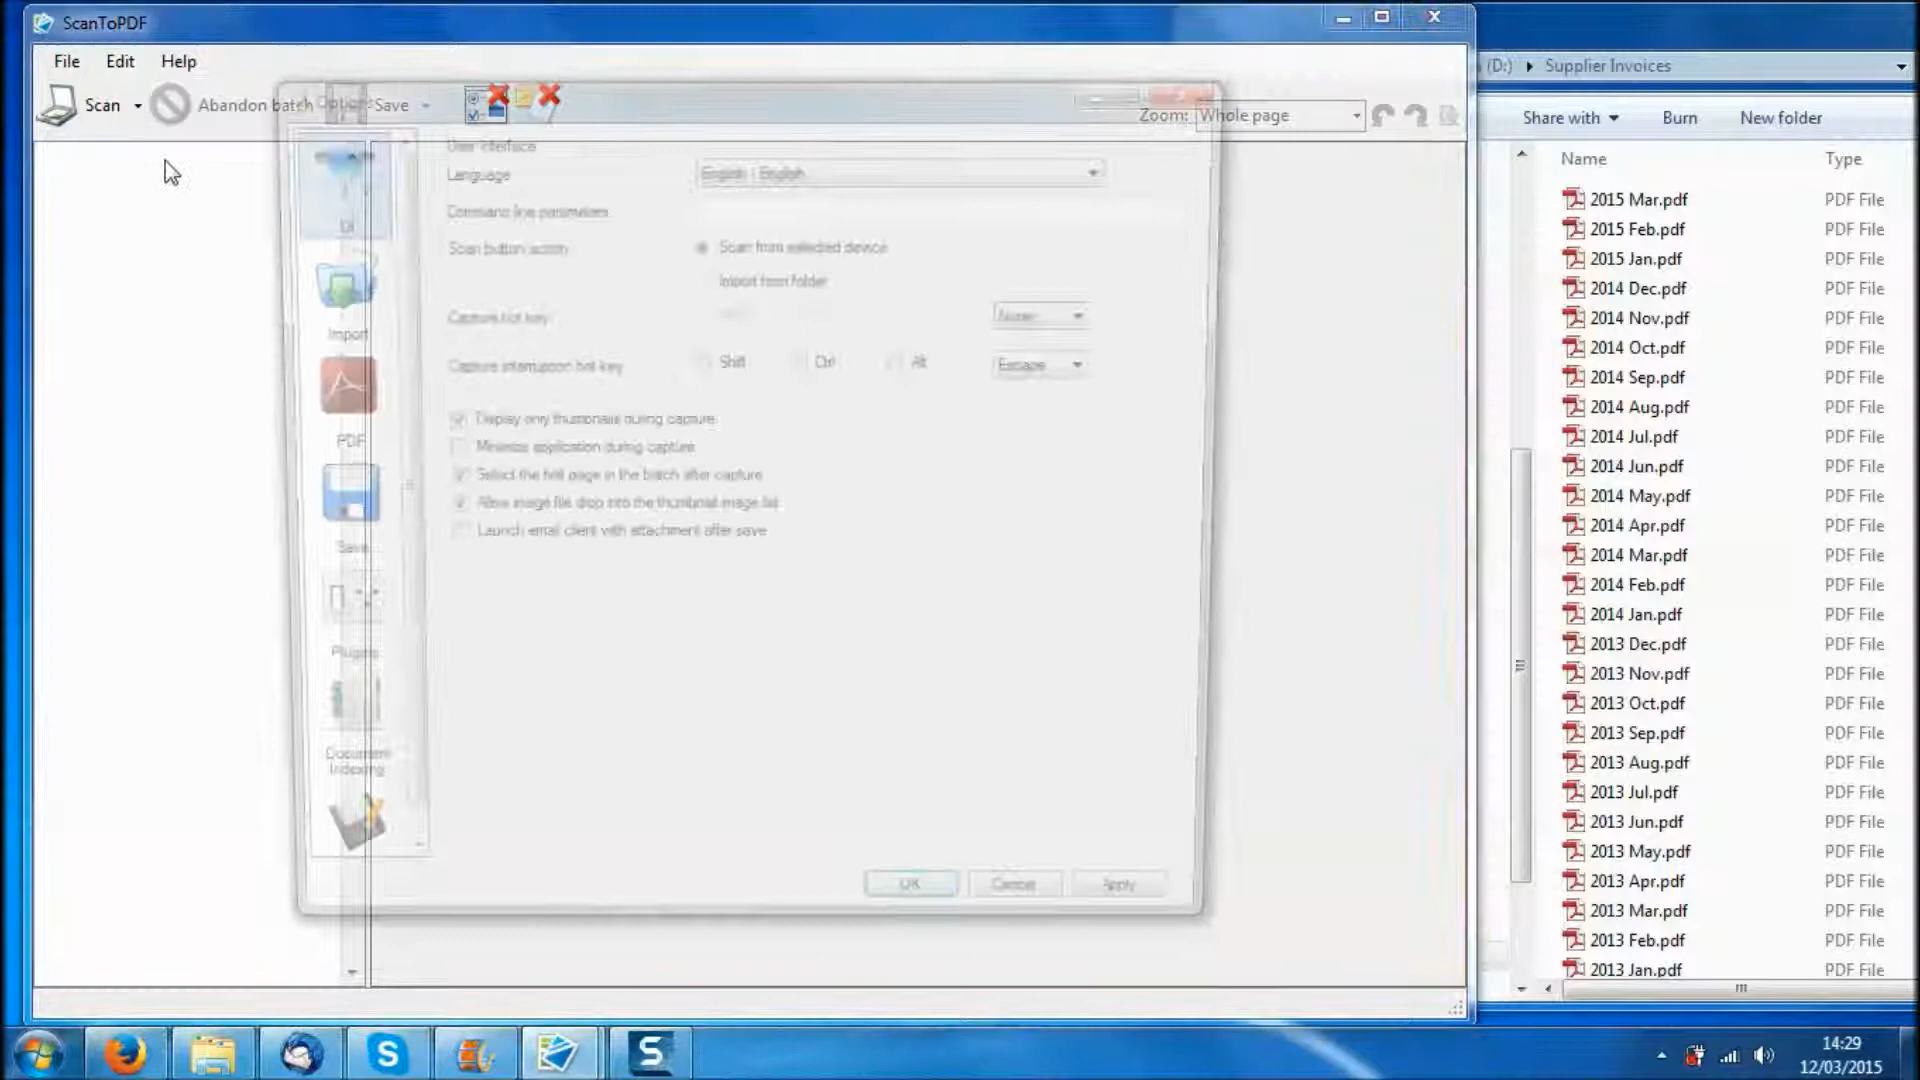 ScanToPDF
File Edit Help
Scan Abandon batch Options Save Zoom: Whole page
User interface
Language English : English
Command line parameters
Scan button action Scan from selected device
Import from folder
Capture hot key None
Capture interruption hot key Shift Ctrl Alt Escape
Display only thumbnails during capture
Minimize application during capture
Select the first page in the batch after capture
Allow image file drop into the thumbnail image list
Launch email client with attachment after save
UI
Import
PDF
Save
Plugins
Document
Indexing
OK Cancel Apply
(D:) Supplier Invoices
Share with Burn New folder
Name Type
2015 Mar.pdf PDF File
2015 Feb.pdf PDF File
2015 Jan.pdf PDF File
2014 Dec.pdf PDF File
2014 Nov.pdf PDF File
2014 Oct.pdf PDF File
2014 Sep.pdf PDF File
2014 Aug.pdf PDF File
2014 Jul.pdf PDF File
2014 Jun.pdf PDF File
2014 May.pdf PDF File
2014 Apr.pdf PDF File
2014 Mar.pdf PDF File
2014 Feb.pdf PDF File
2014 Jan.pdf PDF File
2013 Dec.pdf PDF File
2013 Nov.pdf PDF File
2013 Oct.pdf PDF File
2013 Sep.pdf PDF File
2013 Aug.pdf PDF File
2013 Jul.pdf PDF File
2013 Jun.pdf PDF File
2013 May.pdf PDF File
2013 Apr.pdf PDF File
2013 Mar.pdf PDF File
2013 Feb.pdf PDF File
2013 Jan.pdf PDF File
14:29
12/03/2015